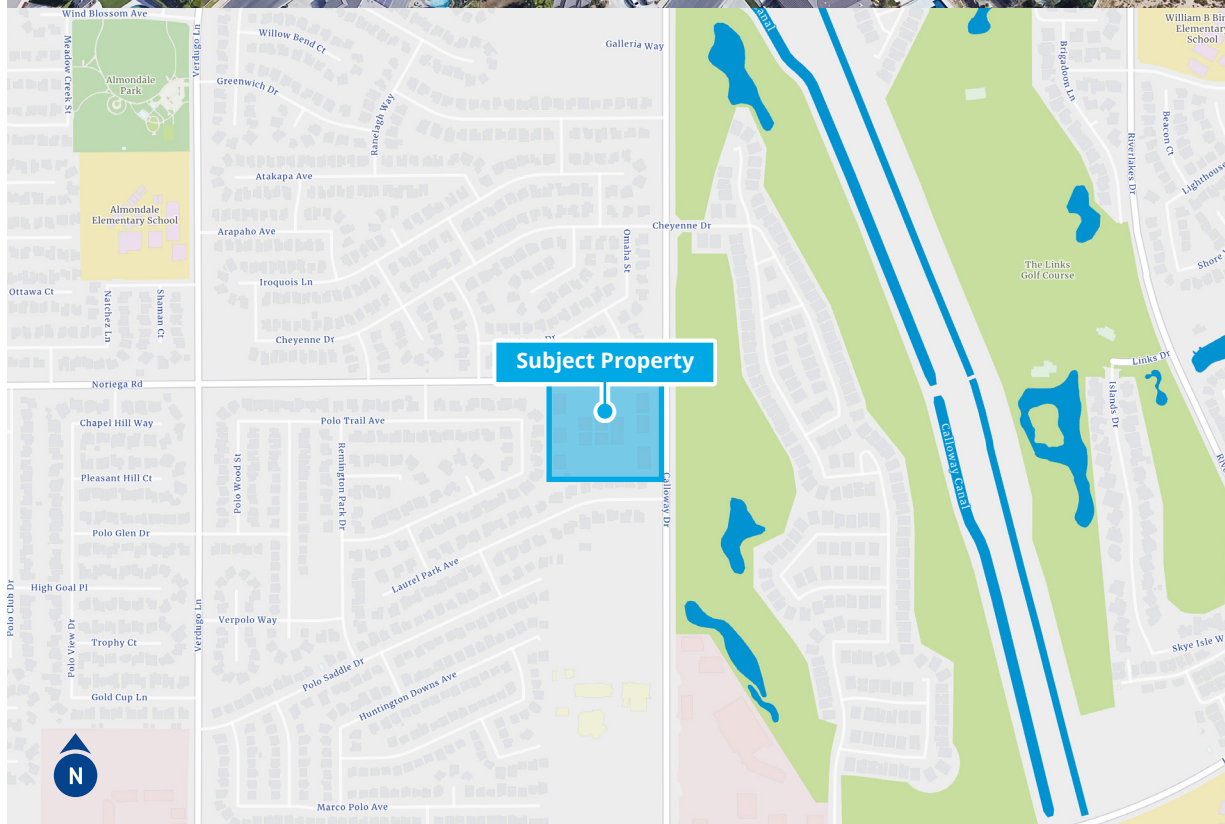 Wind Blossom Ave
Meadow Creek St
Verdugo Ln
Willow Bend Ct
Galleria Way
Canal
William B
Elementary
School
Almondale
Park
Greenwich Dr
Ranelagh Way
Brigadoon Ln
Beacon Ct
Riverlakes Dr
Lighthouse
Atakapa Ave
Almondale
Elementary School
Arapaho Ave
Cheyenne Dr
Omaha St
The Links
Golf Course
Shore
Ottawa Ct
Natchez Ln
Shaman Ct
Iroquois Ln
Cheyenne Dr
Dr
Subject Property
Links Dr
Noriega Rd
Islands Dr
Chapel Hill Way
Polo Trail Ave
Polo Wood St
Remington Park Dr
Calloway Canal
Pleasant Hill Ct
Calloway Dr
Polo Glen Dr
Laurel Park Ave
High Goal Pl
Polo Club Dr
Polo View Dr
Verdugo Ln
Verpolo Way
Trophy Ct
Polo Saddle Dr
Skye Isle W
Huntington Downs Ave
Gold Cup Ln
N
Marco Polo Ave